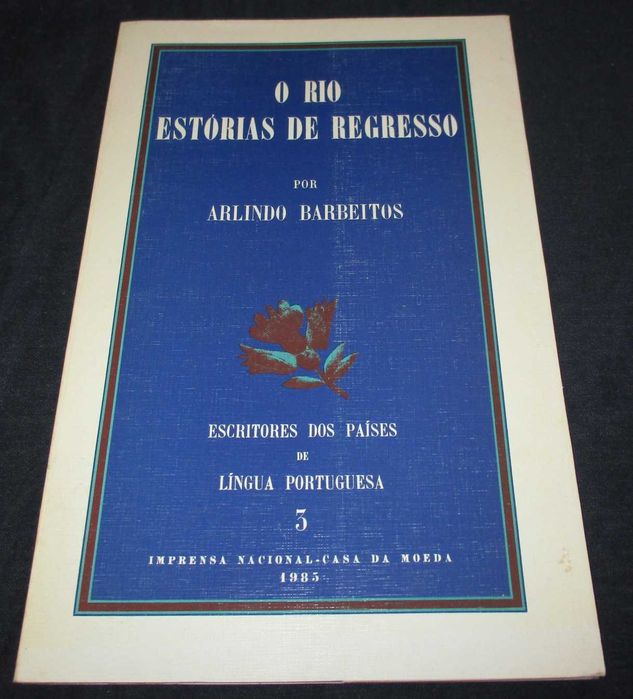 O RIO
ESTÓRIAS DE REGRESSO
POR
ARLINDO BARBEITOS
ESCRITORES DOS PAÍSES
DE
LÍNGUA PORTUGUESA
3
IMPRENSA NACIONAL-CASA DA MOEDA
1985